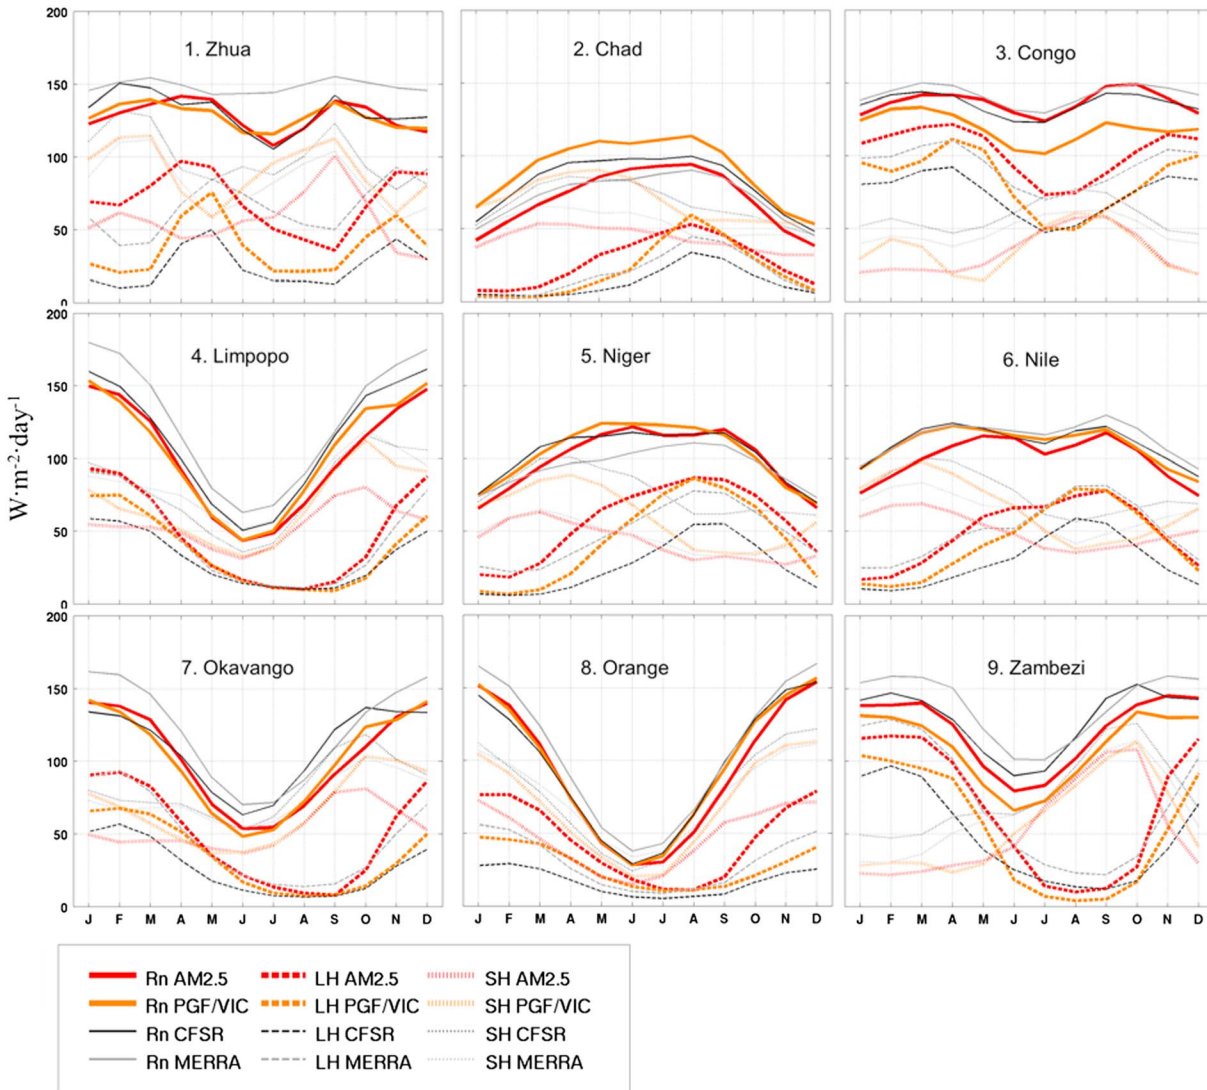 1. Zhua
2. Chad
3. Congo
200
150
100
50
0
4. Limpopo
5. Niger
6. Nile
200
150
100
50
0
W·m⁻²·day⁻¹
7. Okavango
8. Orange
9. Zambezi
200
150
100
50
0
J F M A M J J A S O N D
J F M A M J J A S O N D
J F M A M J J A S O N D
Rn AM2.5 LH AM2.5 SH AM2.5
Rn PGF/VIC LH PGF/VIC SH PGF/VIC
Rn CFSR LH CFSR SH CFSR
Rn MERRA LH MERRA SH MERRA